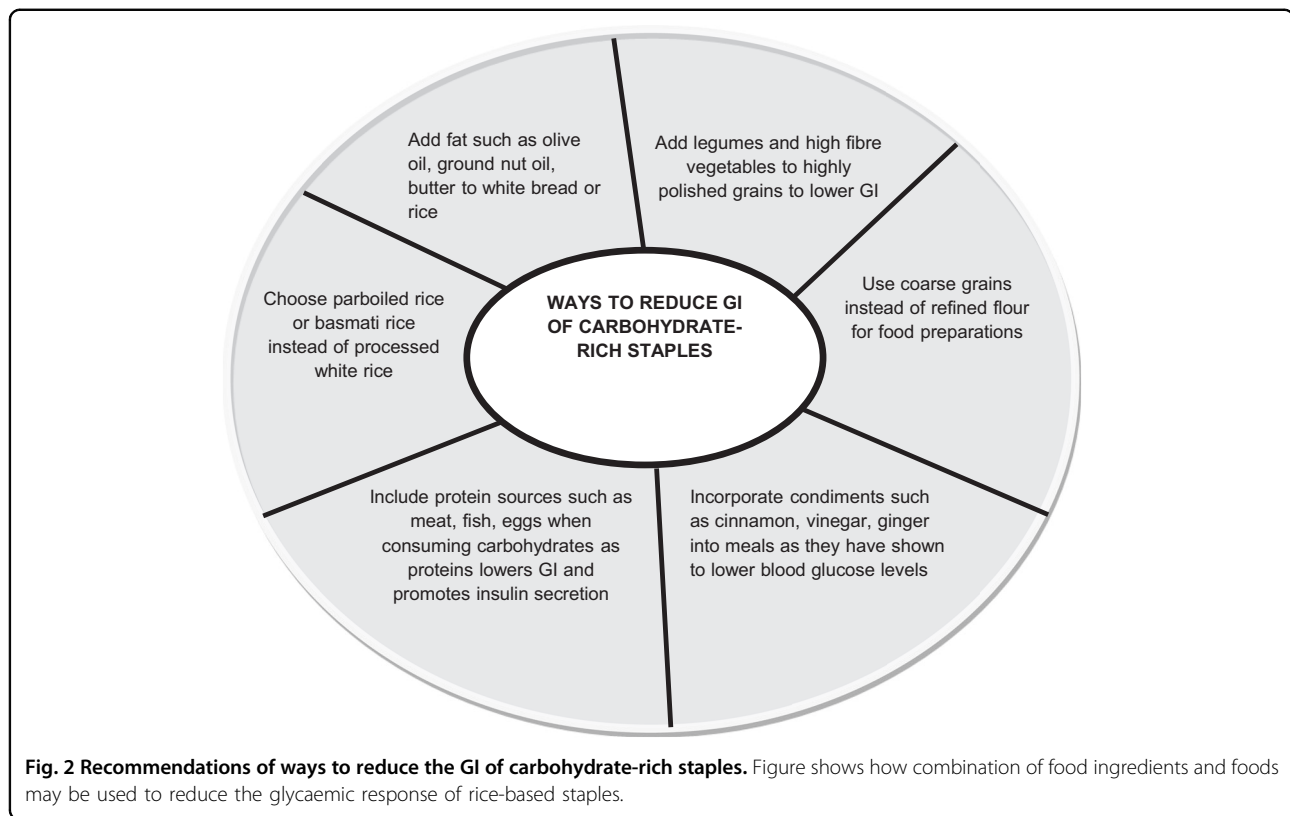 Add fat such as olive
oil, ground nut oil,
butter to white bread or
rice
Add legumes and high fibre
vegetables to highly
polished grains to lower GI
Choose parboiled rice
or basmati rice
instead of processed
white rice
WAYS TO REDUCE GI
OF CARBOHYDRATE-
RICH STAPLES
Use coarse grains
instead of refined flour
for food preparations
Include protein sources such as
meat, fish, eggs when
consuming carbohydrates as
proteins lowers GI and
promotes insulin secretion
Incorporate condiments such
as cinnamon, vinegar, ginger
into meals as they have shown
to lower blood glucose levels
Fig. 2 Recommendations of ways to reduce the GI of carbohydrate-rich staples. Figure shows how combination of food ingredients and foods
may be used to reduce the glycaemic response of rice-based staples.